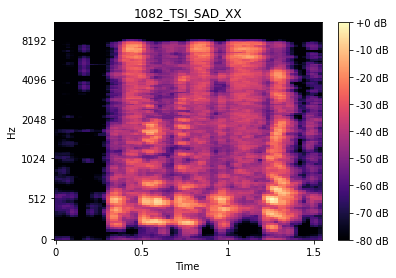 1082_TSI_SAD_XX
+0 dB
8192
-10 dB
4096
-20 dB
-30 dB
2048
-40 dB
Hz
1024
-50 dB
512
-60 dB
-70 dB
0
-80 dB
0
0.5
1
1.5
Time